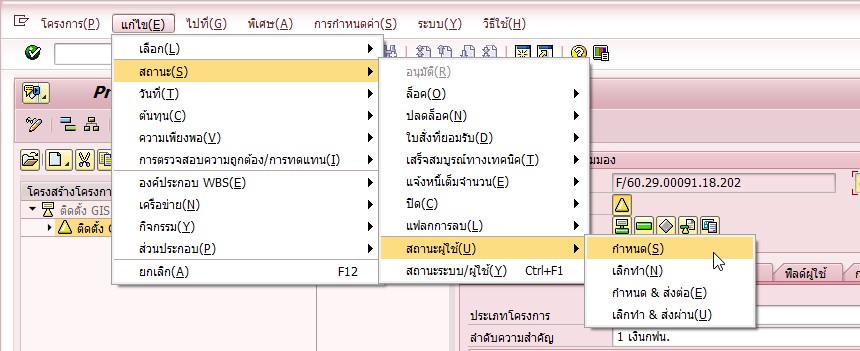 โครงการ(P) แก้ไข(E) ไปที่(G) พิเศษ(A) การกำหนดค่า(S) ระบบ(Y) วิธีใช้(H)
เลือก(L)
สถานะ(S)
วันที่(T)
ต้นทุน(C)
ความเพียงพอ(V)
การตรวจสอบความถูกต้อง/การทดแทน(I)
องค์ประกอบ WBS(E)
เครือข่าย(N)
กิจกรรม(Y)
ส่วนประกอบ(P)
ยกเลิก(A) F12
อนุมัติ(R)
ล็อค(O)
ปลดล็อค(N)
ใบสั่งที่ยอมรับ(D)
เสร็จสมบูรณ์ทางเทคนิค(T)
แจ้งหนี้เต็มจำนวน(E)
ปิด(C)
แฟลกการลบ(L)
สถานะผู้ใช้(U)
สถานะระบบ/ผู้ใช้(Y) Ctrl+F1
กำหนด(S)
เลิกทำ(N)
กำหนด & ส่งต่อ(E)
เลิกทำ & ส่งผ่าน(U)
Pr
โครงสร้างโครงกา
ติดตั้ง GIS
ติดตั้ง GIS
มมอง
F/60.29.00091.18.202
ฟิลด์ผู้ใช้
ประเภทโครงการ
ลำดับความสำคัญ 1 เงินกฟน.